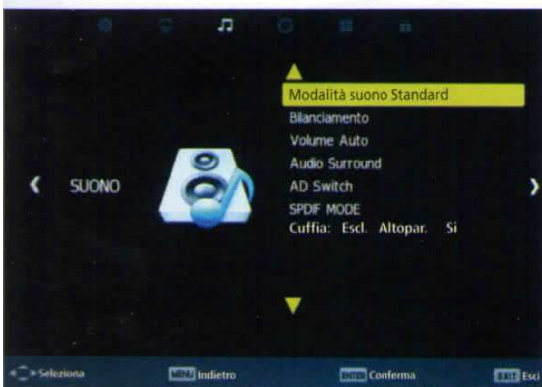 Modalità suono Standard
Bilanciamento
Volume Auto
Audio Surround
SUONO
AD Switch
SPDIF MODE
Cuffia: Escl. Altopar. Si
Seleziona MENU Indietro ENTER Conferma EXIT Esci